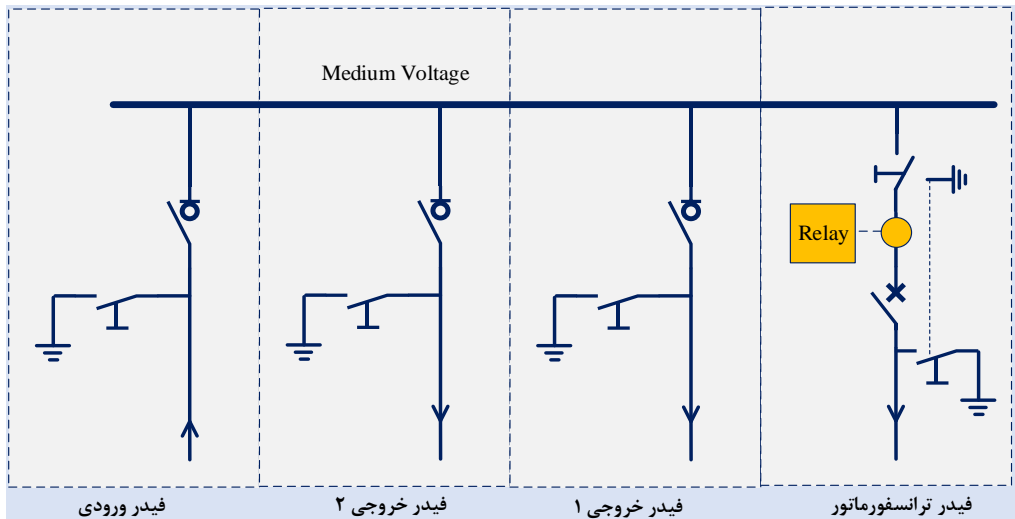 Medium Voltage
Relay
فیدر ترانسفورماتور
فیدر خروجی ۱
فیدر خروجی ۲
فیدر ورودی